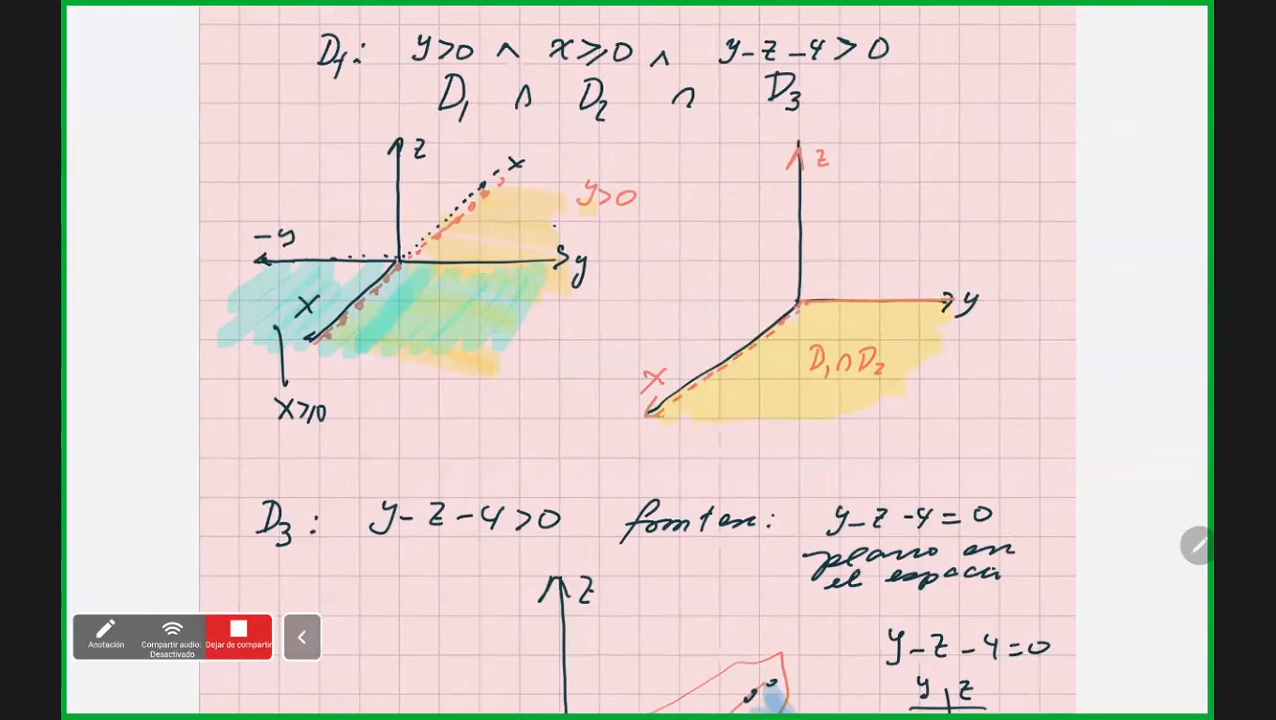 Df: y>0 ∧ x≥0 ∧ y-z-4>0
D1 ∩ D2 ∩ D3
z
x
y>0
-y
y
x
x≥0
z
y
x
D1∩D2
D3: y-z-4>0 frontera: y-z-4=0
plano en
el espacio
z
y-z-4=0
y z
Anotación
Compartir audio:
Desactivado
Dejar de compartir